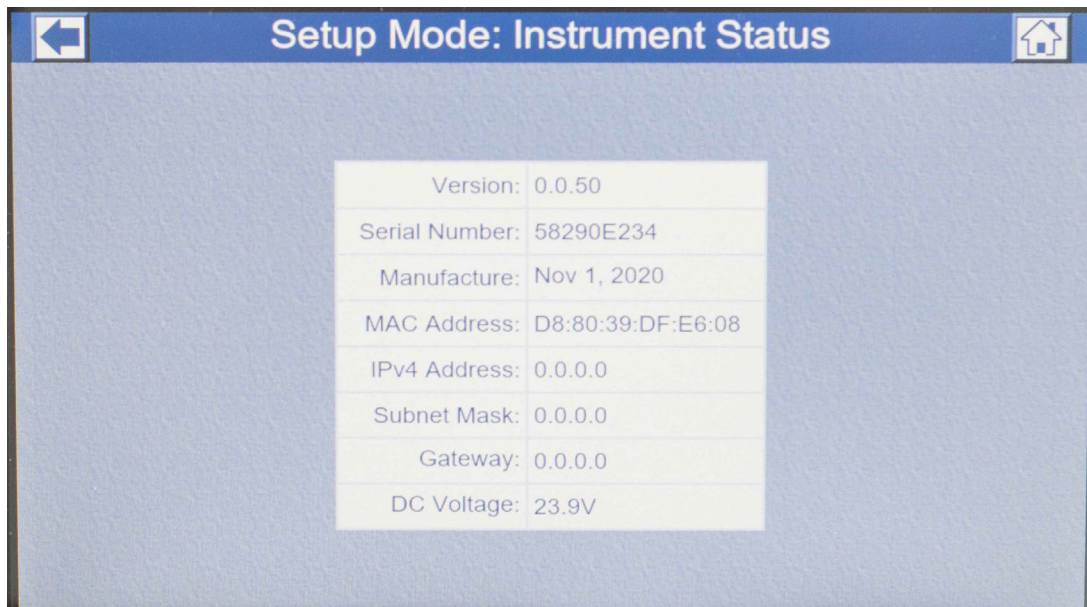 Setup Mode: Instrument Status
Version: 0.0.50
Serial Number: 58290E234
Manufacture: Nov 1, 2020
MAC Address: D8:80:39:DF:E6:08
IPv4 Address: 0.0.0.0
Subnet Mask: 0.0.0.0
Gateway: 0.0.0.0
DC Voltage: 23.9V